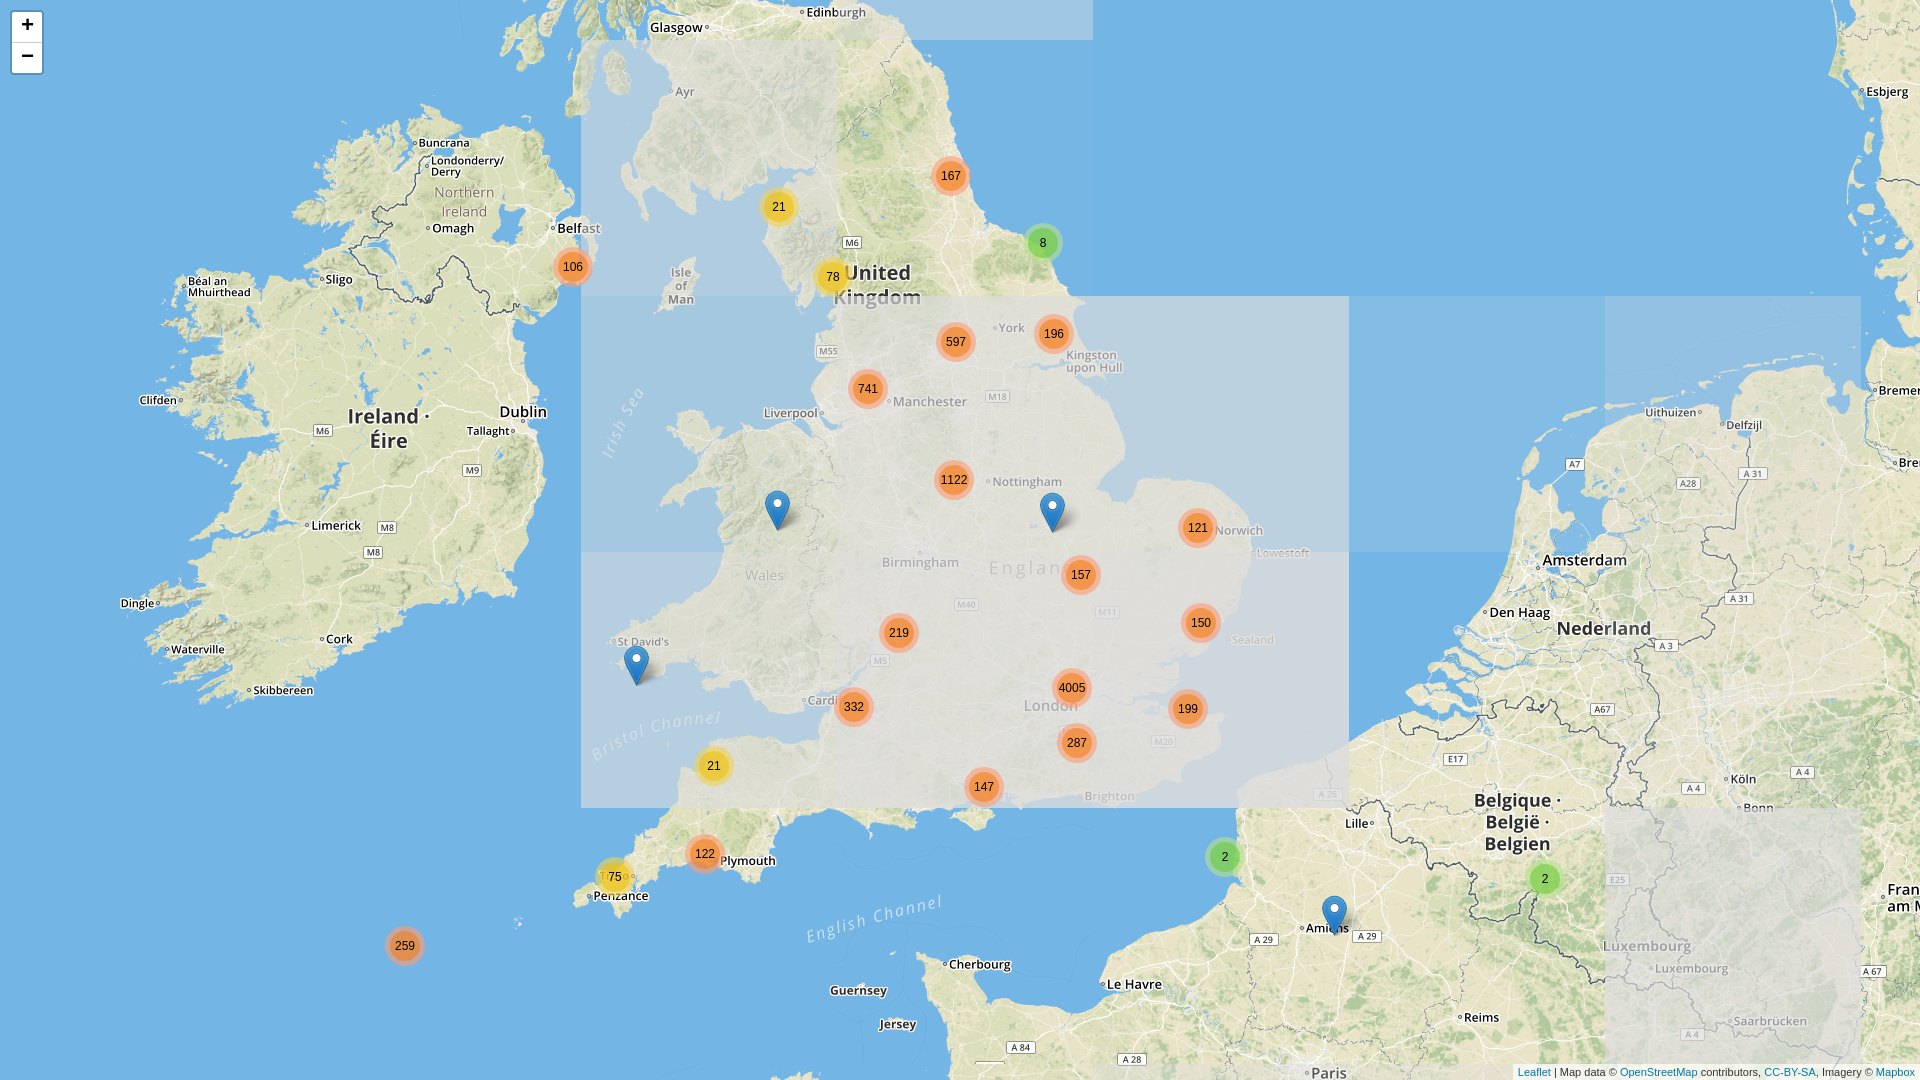 +
−
Glasgow
Edinburgh
Ayr
Esbjerg
Buncrana
Londonderry/
Derry
Northern
Ireland
Omagh
Belfast
Sligo
Béal an
Mhuirthead
Isle
of
Man
United
Kingdom
M6
167
21
8
106
78
York
Kingston
upon Hull
M55
597
196
741
Manchester
M18
Liverpool
Irish Sea
Clifden
Ireland ·
Éire
Dublin
Tallaght
M6
M9
Limerick
M8
M8
Dingle
Cork
Waterville
Skibbereen
1122
Nottingham
121
Norwich
Lowestoft
Birmingham
Wales
157
M40
M11
219
150
Sealand
St David's
M5
4005
London
199
332
287
M20
Bristol Channel
21
147
Brighton
122
Plymouth
75
Penzance
259
English Channel
Guernsey
Jersey
Cherbourg
Le Havre
A 84
A 28
A 29
A 29
2
2
Lille
A 25
E17
Reims
Paris
Belgique ·
België ·
Belgien
E25
Luxembourg
Luxembourg
Saarbrücken
A 4
A 67
Köln
Bonn
A 4
A 4
A67
A 3
A 31
A 31
A28
A7
Amsterdam
Den Haag
Nederland
Uithuizen
Delfzijl
Leaflet | Map data © OpenStreetMap contributors, CC-BY-SA, Imagery © Mapbox